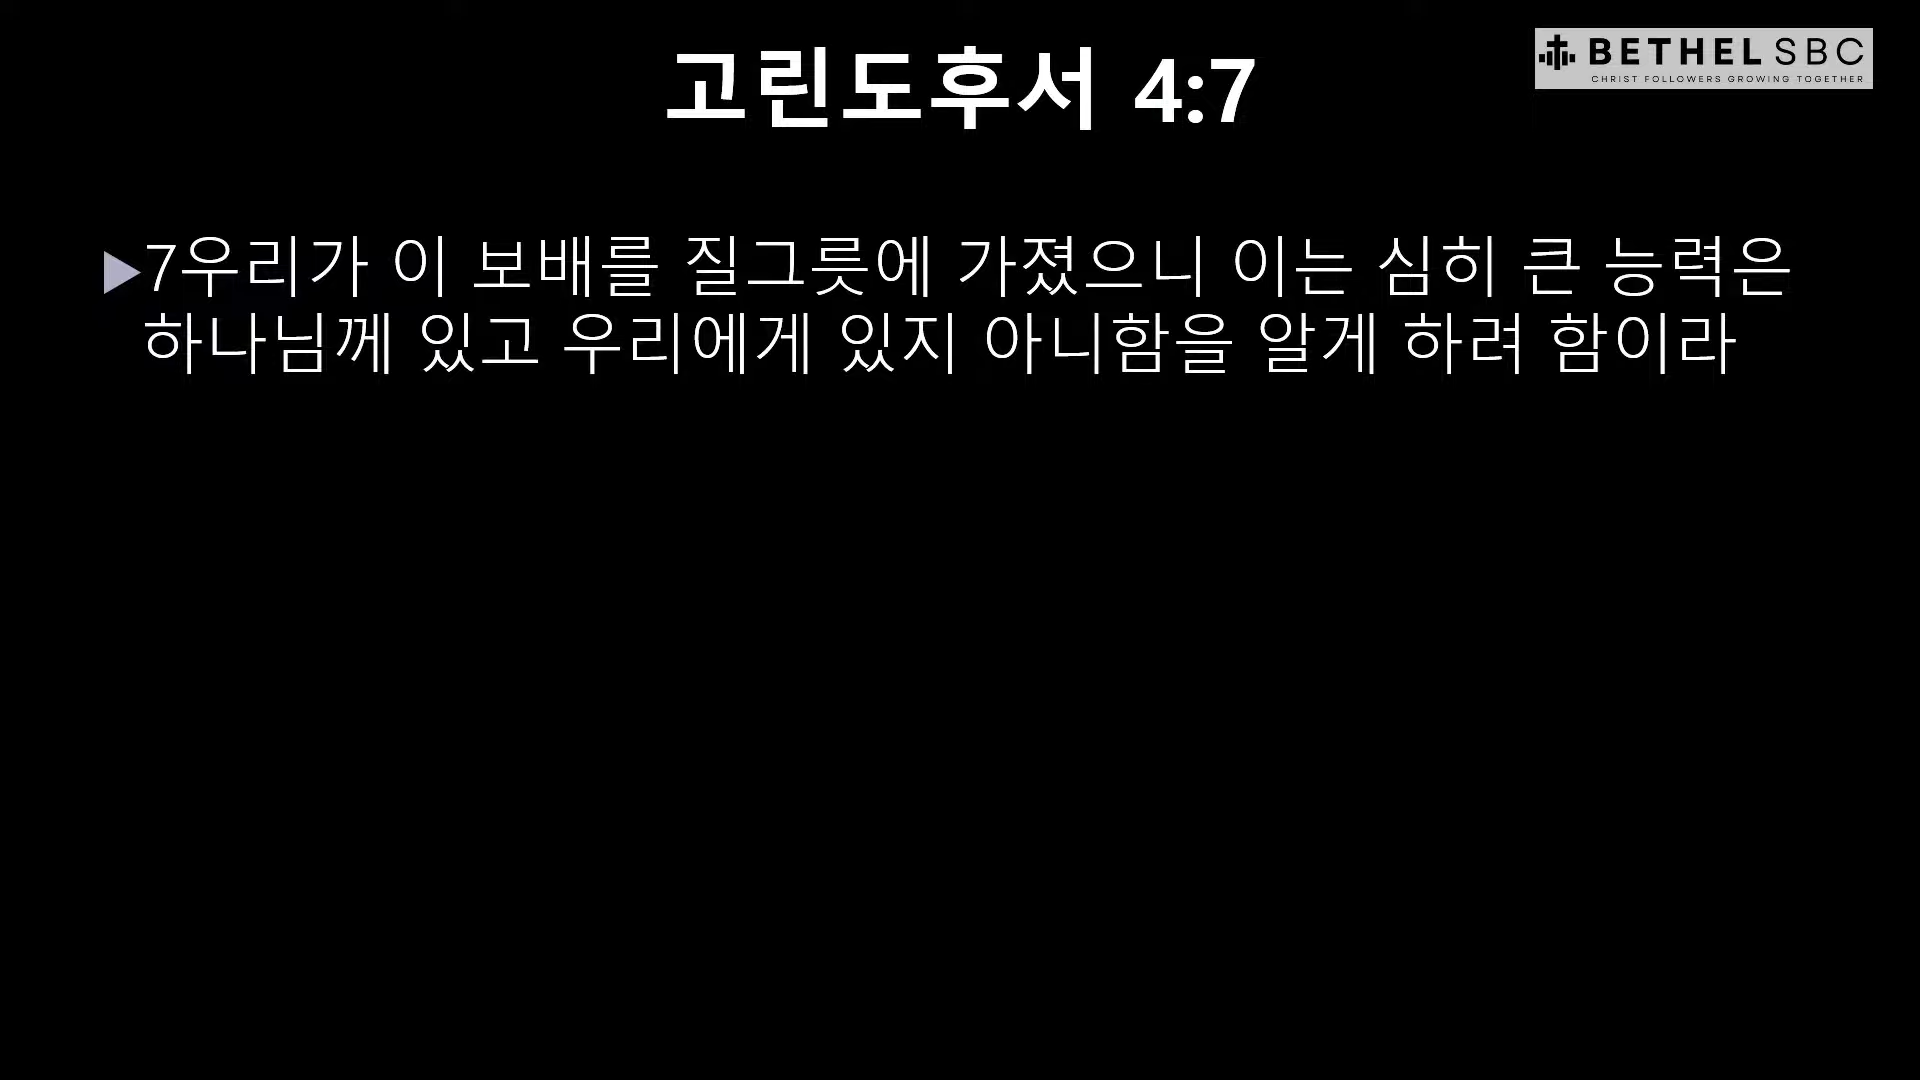 고린도후서 4:7
BETHEL SBC
CHRIST FOLLOWERS GROWING TOGETHER
▶7우리가 이 보배를 질그릇에 가졌으니 이는 심히 큰 능력은
하나님께 있고 우리에게 있지 아니함을 알게 하려 함이라